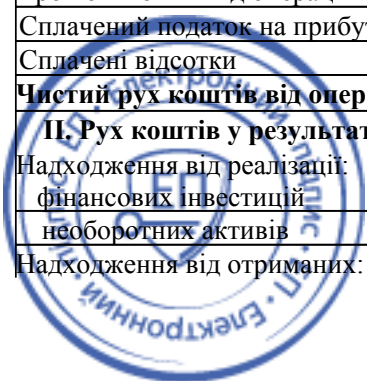 Сплачений податок на прибут
Сплачені відсотки
Чистий рух коштів від опер
II. Рух коштів у результат
Надходження від реалізації:
фінансових інвестицій
необоротних активів
Надходження від отриманих:
ЕП